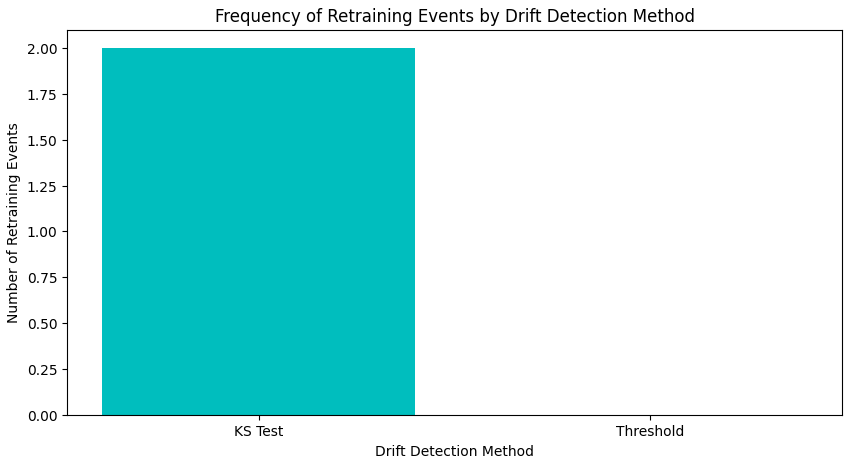 Frequency of Retraining Events by Drift Detection Method
Number of Retraining Events
2.00
1.75
1.50
1.25
1.00
0.75
0.50
0.25
0.00
KS Test
Threshold
Drift Detection Method